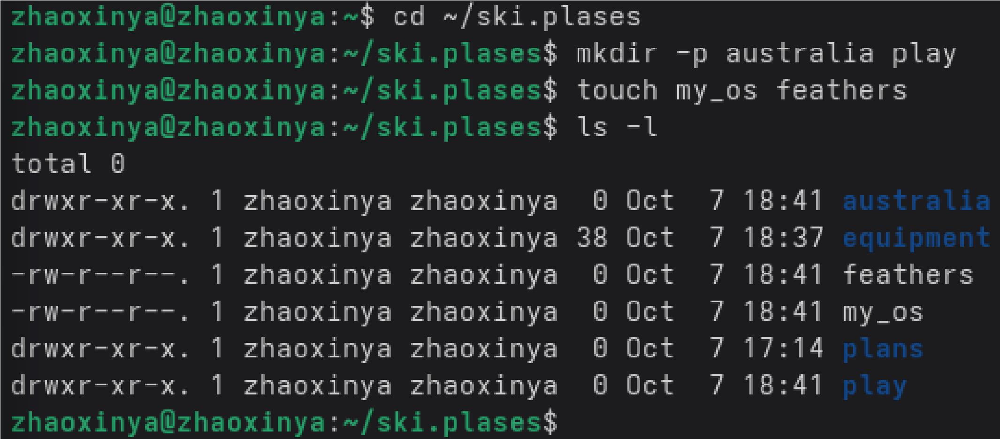 zhaoxinya@zhaoxinya:~$ cd ~/ski.plases
zhaoxinya@zhaoxinya:~/ski.plases$ mkdir -p australia play
zhaoxinya@zhaoxinya:~/ski.plases$ touch my_os feathers
zhaoxinya@zhaoxinya:~/ski.plases$ ls -l
total 0
drwxr-xr-x. 1 zhaoxinya zhaoxinya  0 Oct  7 18:41 australia
drwxr-xr-x. 1 zhaoxinya zhaoxinya 38 Oct  7 18:37 equipment
-rw-r--r--. 1 zhaoxinya zhaoxinya  0 Oct  7 18:41 feathers
-rw-r--r--. 1 zhaoxinya zhaoxinya  0 Oct  7 18:41 my_os
drwxr-xr-x. 1 zhaoxinya zhaoxinya  0 Oct  7 17:14 plans
drwxr-xr-x. 1 zhaoxinya zhaoxinya  0 Oct  7 18:41 play
zhaoxinya@zhaoxinya:~/ski.plases$